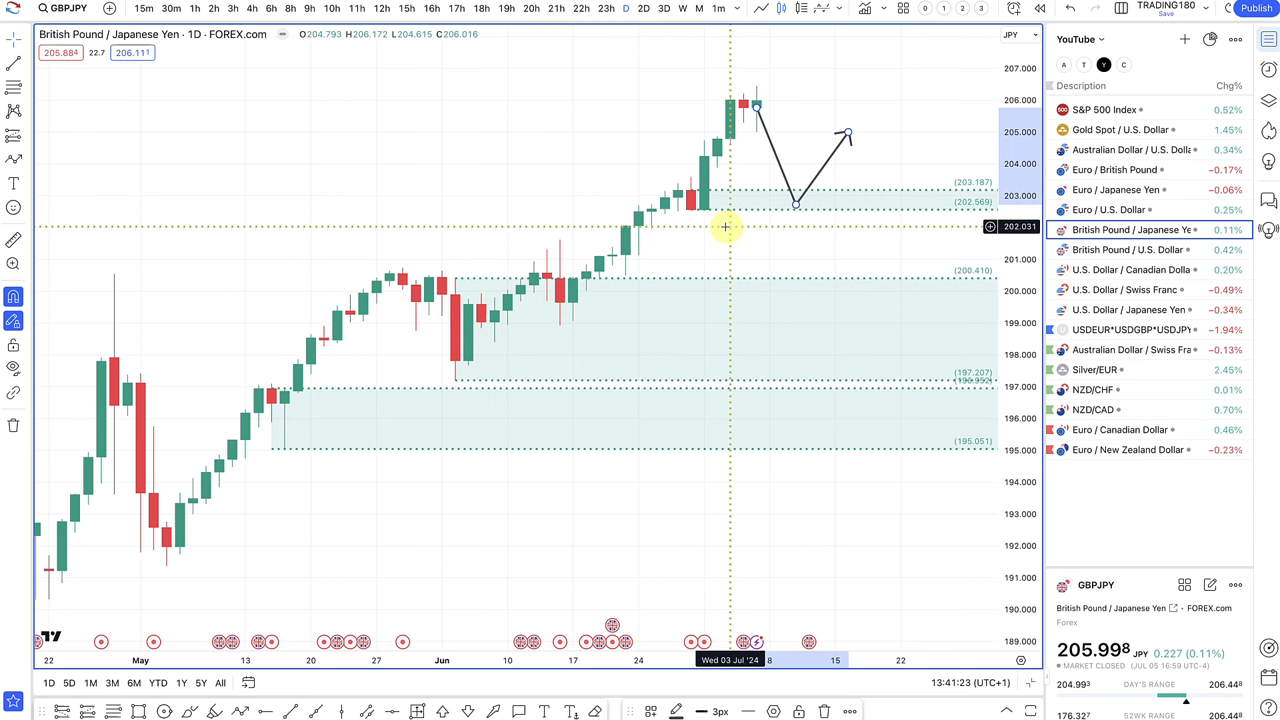 GBPJPY 15m 30m 1h 2h 3h 4h 6h 8h 12h 15h 16h 17h 18h 19h 20h 21h 22h 23h D 2D 3D W M 1m 0 1 2 3 TRADING180 Save Publish
British Pound / Japanese Yen · 1D · FOREX.com O204.793 H206.172 L204.615 C206.016
205.884 22.7 206.111
JPY
207.000
206.000
205.000
204.000
203.000
202.031
201.000
200.000
199.000
198.000
197.000
196.000
195.000
194.000
193.000
192.000
191.000
190.000
189.000
(203.187)
(202.569)
(200.410)
(197.207)
(195.051)
22 May 13 20 27 Jun 10 17 24 Wed 03 Jul '24 8 15 22
1D 5D 1M 3M 6M YTD 1Y 5Y All
13:41:23 (UTC+1)
3px
YouTube
A T Y C
Description Chg%
S&P 500 Index 0.52%
Gold Spot / U.S. Dollar 1.45%
Australian Dollar / U.S. Dolla 0.34%
Euro / British Pound −0.17%
Euro / Japanese Yen −0.06%
Euro / U.S. Dollar 0.25%
British Pound / Japanese Ye 0.11%
British Pound / U.S. Dollar 0.42%
U.S. Dollar / Canadian Dolla 0.20%
U.S. Dollar / Swiss Franc −0.49%
U.S. Dollar / Japanese Yen −0.34%
USDEUR*USDGBP*USDJPY −1.94%
Australian Dollar / Swiss Fra −0.13%
Silver/EUR 2.45%
NZD/CHF 0.01%
NZD/CAD 0.70%
Euro / Canadian Dollar 0.46%
Euro / New Zealand Dollar −0.23%
GBPJPY
British Pound / Japanese Yen · FOREX.com
Forex
205.998 JPY 0.227 (0.11%)
MARKET CLOSED (JUL 05 16:59 UTC-4)
204.993 DAY'S RANGE 206.448
176.327 52WK RANGE 206.448